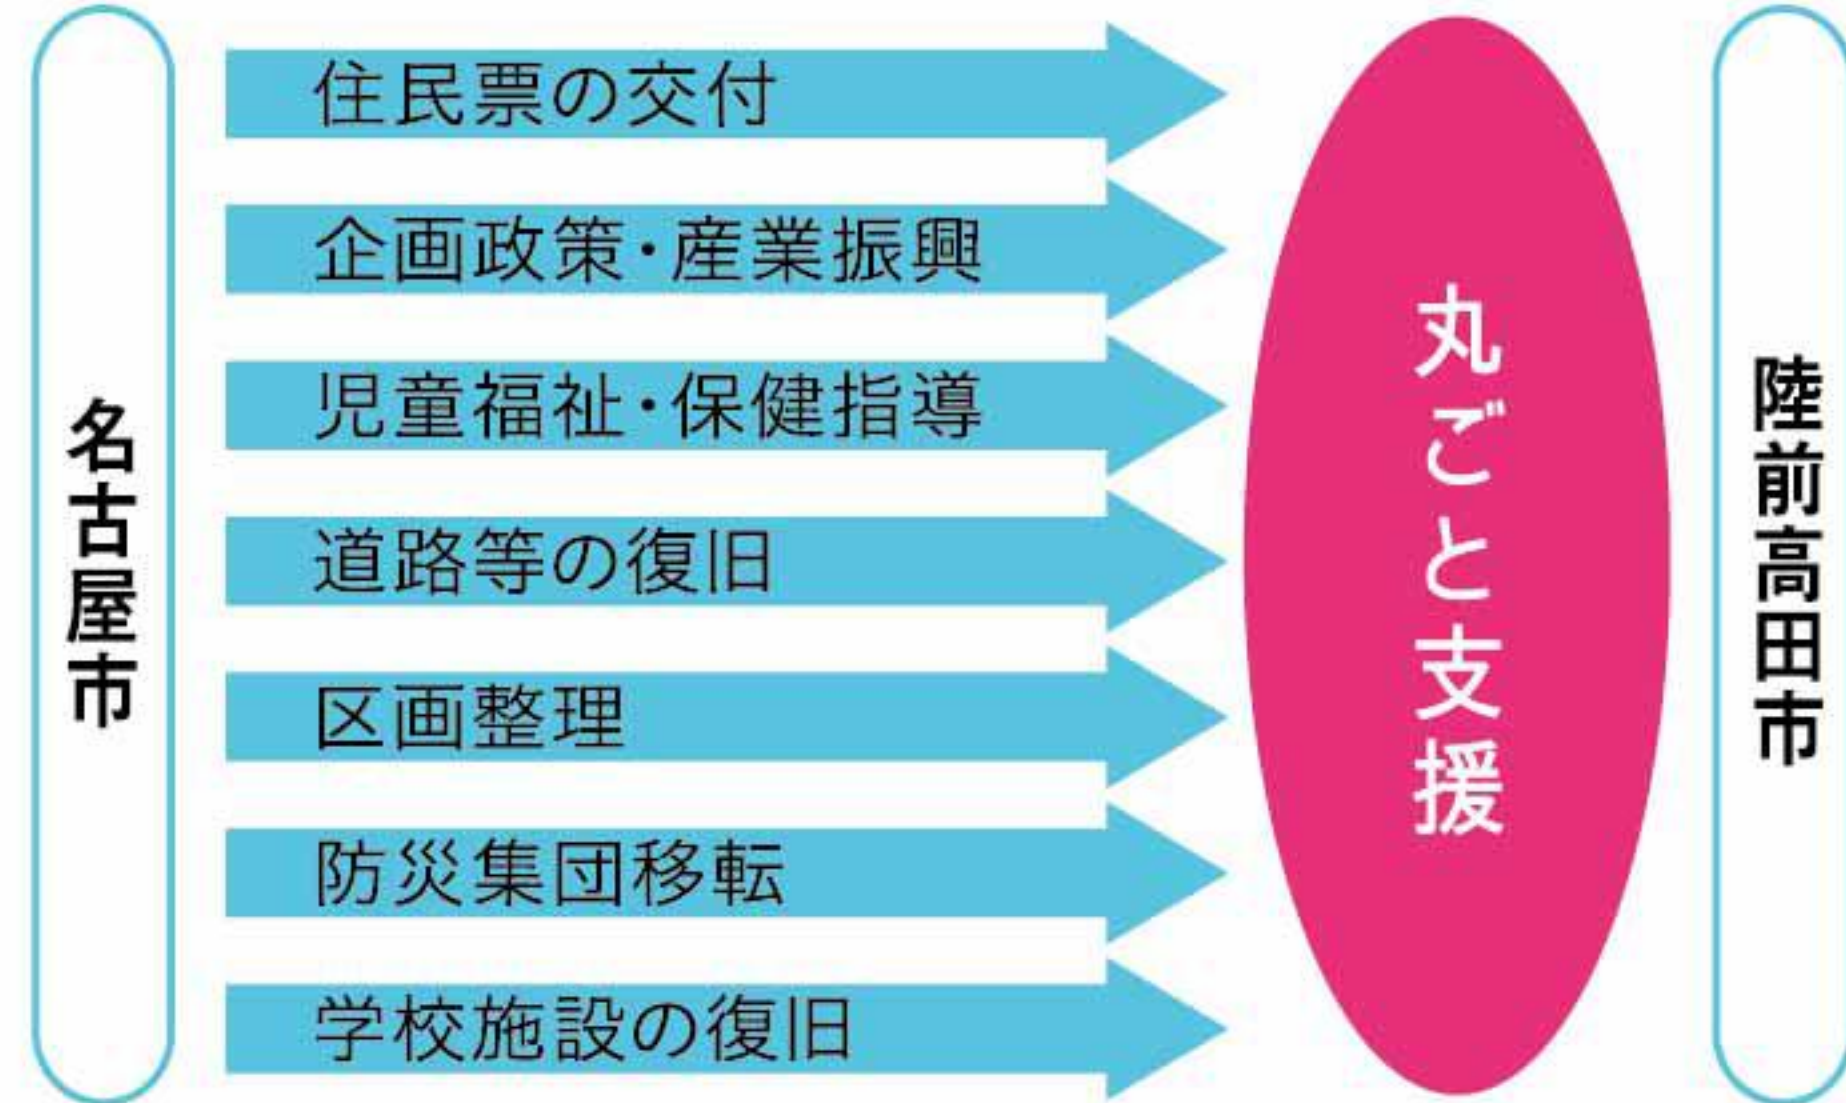 名古屋市
住民票の交付
企画政策・産業振興
児童福祉・保健指導
道路等の復旧
区画整理
防災集団移転
学校施設の復旧
丸ごと支援
陸前高田市